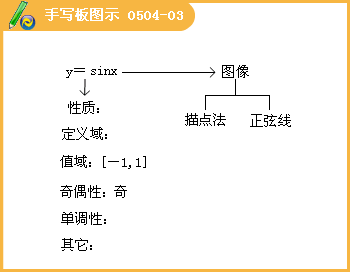 手写板图示 0504-03
y=sinx
图像
性质：
描点法 正弦线
定义域：
值域：[-1,1]
奇偶性：奇
单调性：
其它：